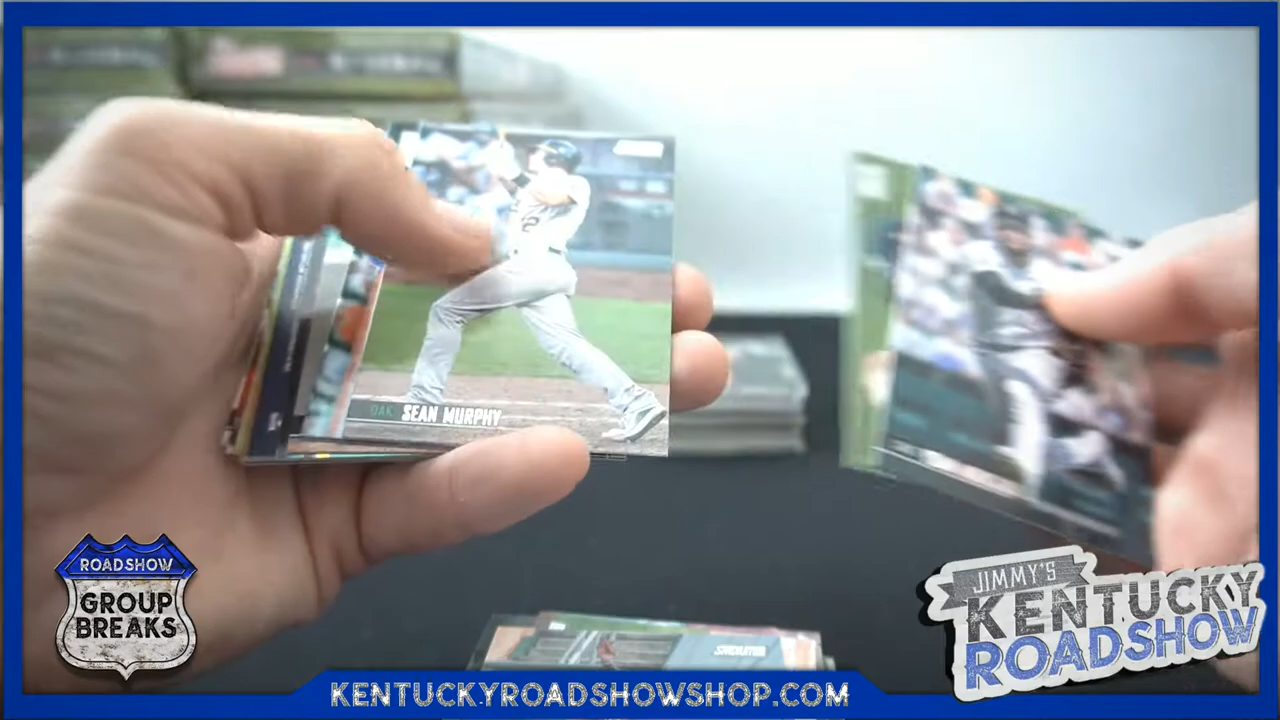 OAK SEAN MURPHY
ROADSHOW
GROUP
BREAKS
JIMMY'S
KENTUCKY
ROADSHOW
KENTUCKYROADSHOWSHOP.COM